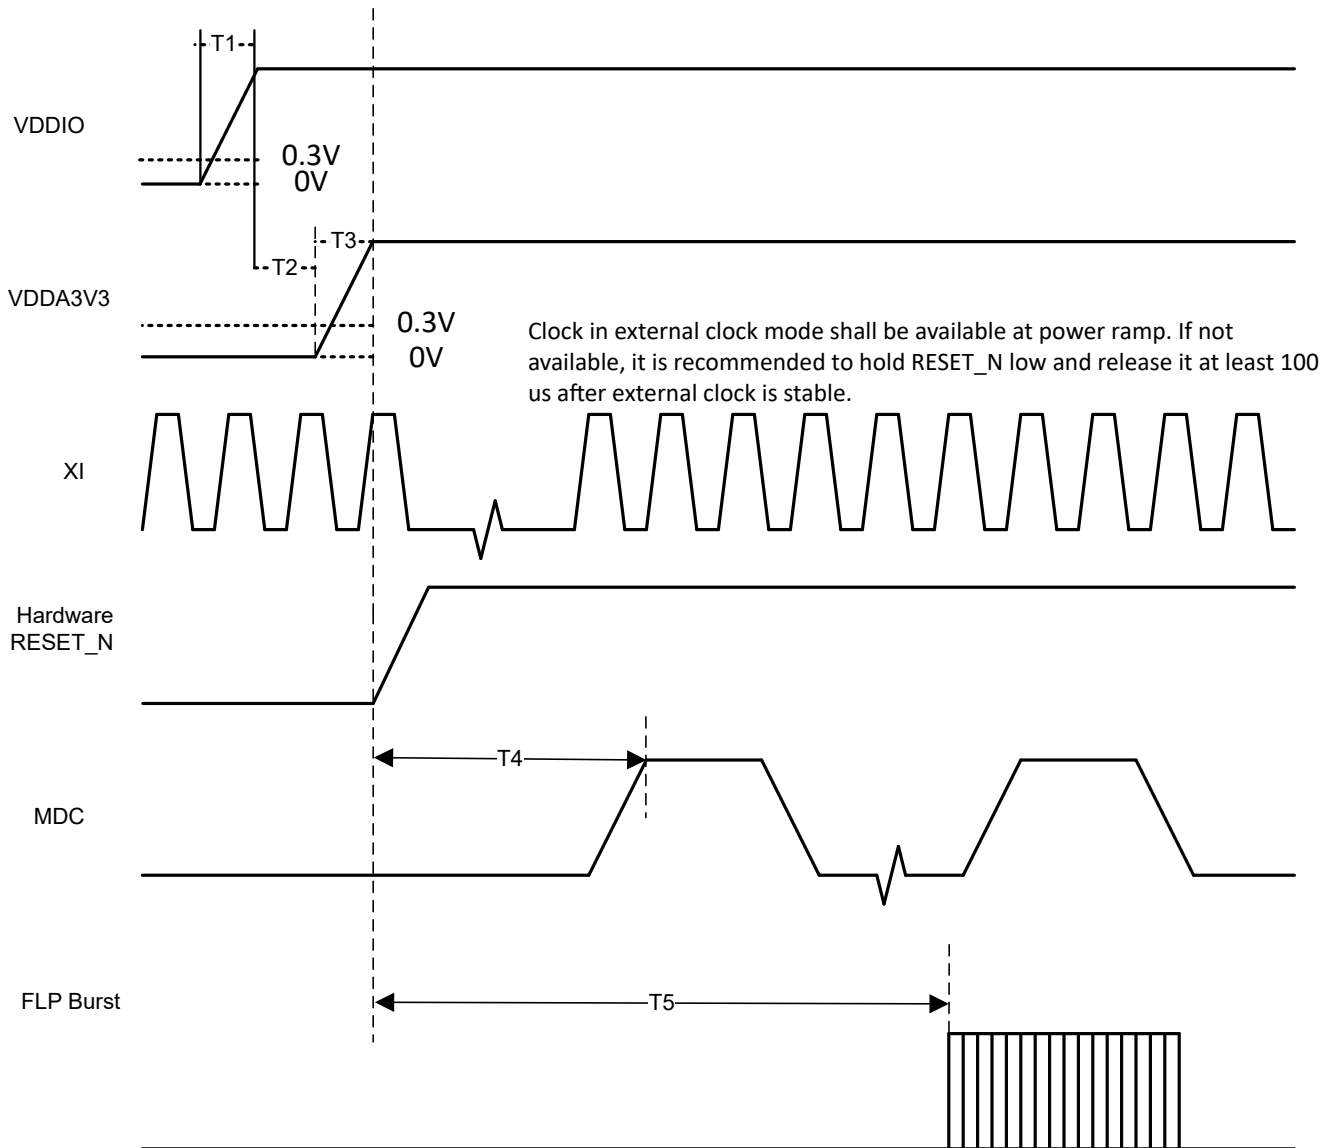 T1
VDDIO
0.3V
0V
T3
T2
VDDA3V3
0.3V
0V
Clock in external clock mode shall be available at power ramp. If not
available, it is recommended to hold RESET_N low and release it at least 100
us after external clock is stable.
XI
Hardware
RESET_N
T4
MDC
FLP Burst
T5